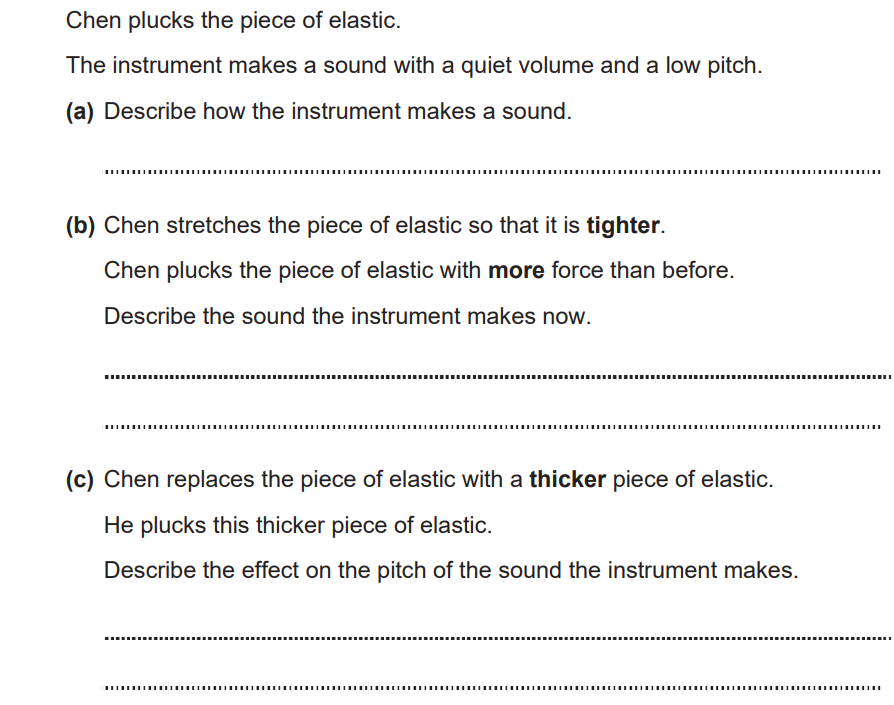 Chen plucks the piece of elastic.
The instrument makes a sound with a quiet volume and a low pitch.
(a) Describe how the instrument makes a sound.
(b) Chen stretches the piece of elastic so that it is tighter.
Chen plucks the piece of elastic with more force than before.
Describe the sound the instrument makes now.
(c) Chen replaces the piece of elastic with a thicker piece of elastic.
He plucks this thicker piece of elastic.
Describe the effect on the pitch of the sound the instrument makes.